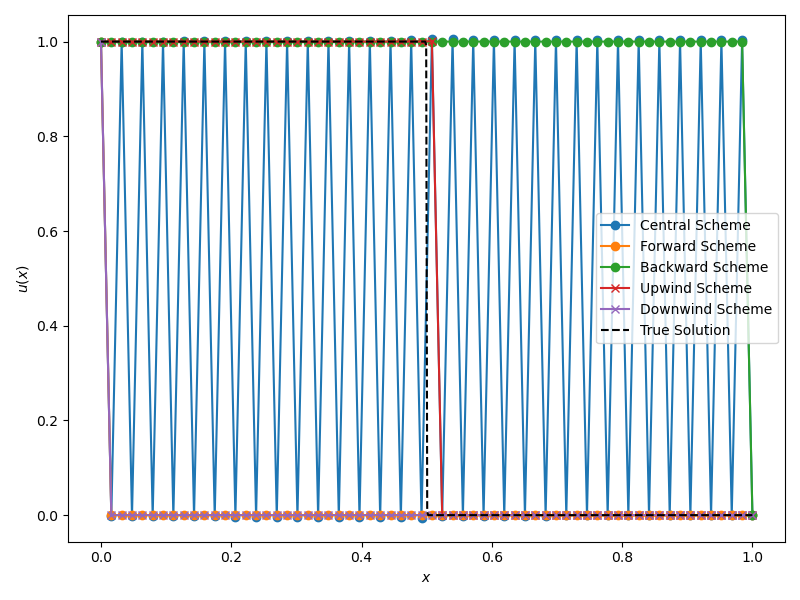 1.0
0.8
0.6
0.4
0.2
0.0
u(x)
Central Scheme
Forward Scheme
Backward Scheme
Upwind Scheme
Downwind Scheme
True Solution
0.0 0.2 0.4 0.6 0.8 1.0
x